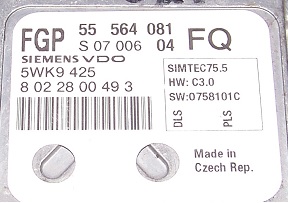 FGP 55 564 081 FQ
S 07 006 04
SIEMENS VDO
5WK9 425
8 02 28 00 49 3
SIMTEC75.5
HW: C3.0
SW:0758101C
DLS
PLS
Made in
Czech Rep.